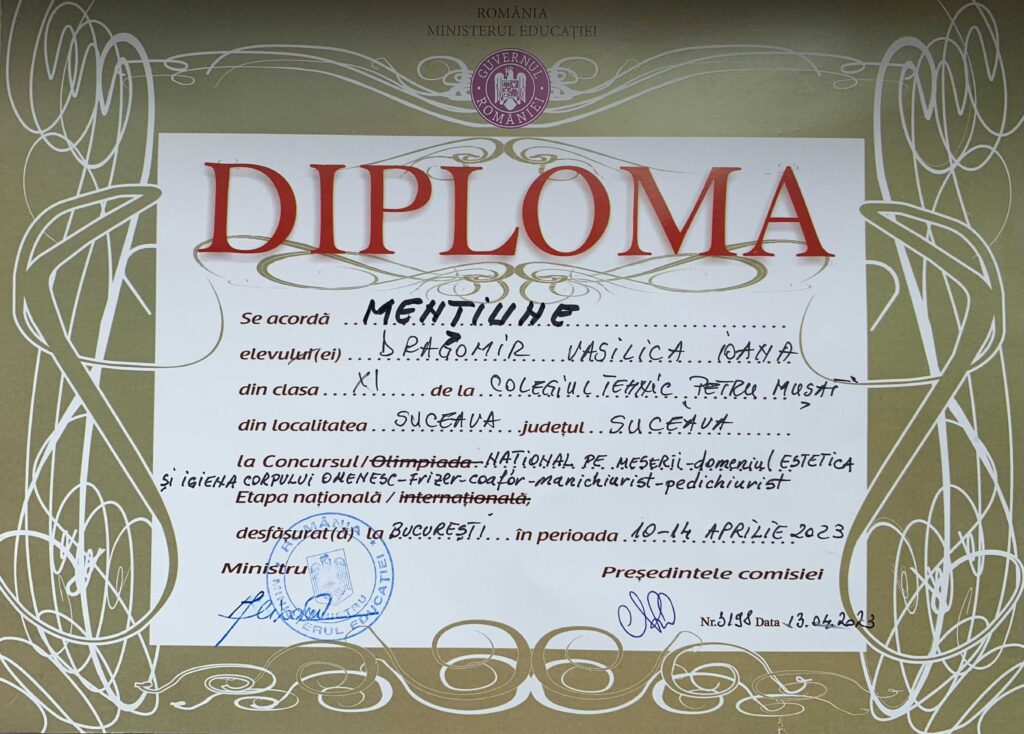 ROMÂNIA
MINISTERUL EDUCAȚIEI
GUVERNUL ROMÂNIEI
DIPLOMA
Se acordă MENȚIUNE
elevului(ei) DRAGOMIR VASILICA IOANA
din clasa XI de la COLEGIUL TEHNIC "PETRU MUȘAT"
din localitatea SUCEAVA județul SUCEAVA
la Concursul/Olimpiada NAȚIONAL PE MESERII-domeniul ESTETICA
ȘI IGIENA CORPULUI OMENESC-frizer-coafor-manichiurist-pedichiurist
Etapa națională / internațională,
desfășurat(ă) la BUCUREȘTI în perioada 10-14 APRILIE 2023
Ministru
Președintele comisiei
ROMÂNIA MINISTERUL EDUCAȚIEI
MINISTRU
Nr. 3198 Data 13.04.2023